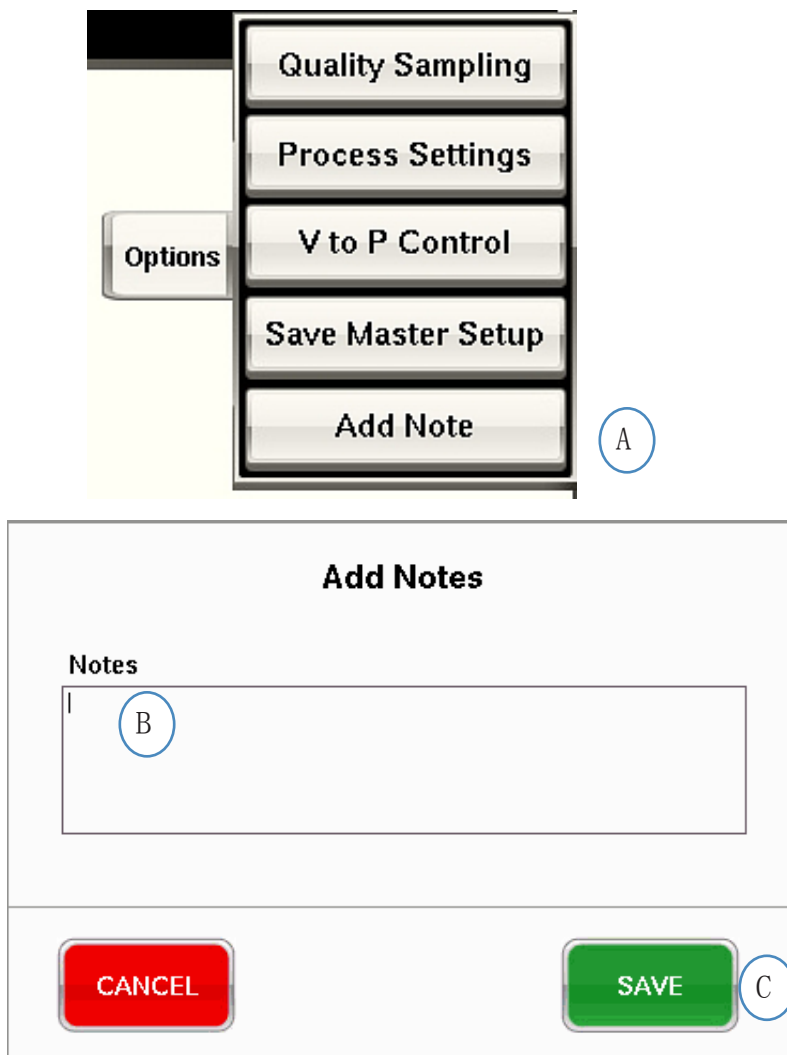 Quality Sampling
Process Settings
Options
V to P Control
Save Master Setup
Add Note
A
Add Notes
Notes
B
CANCEL
SAVE
C